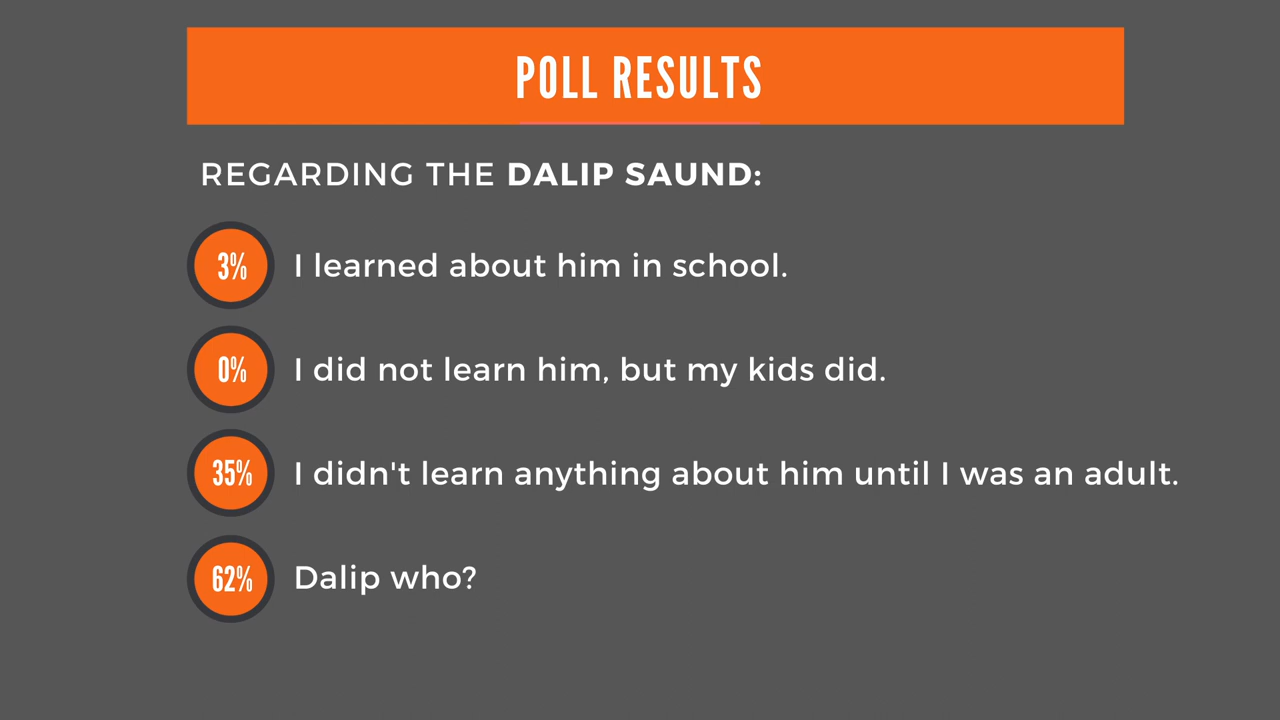 POLL RESULTS
REGARDING THE DALIP SAUND:
3% I learned about him in school.
0% I did not learn him, but my kids did.
35% I didn't learn anything about him until I was an adult.
62% Dalip who?